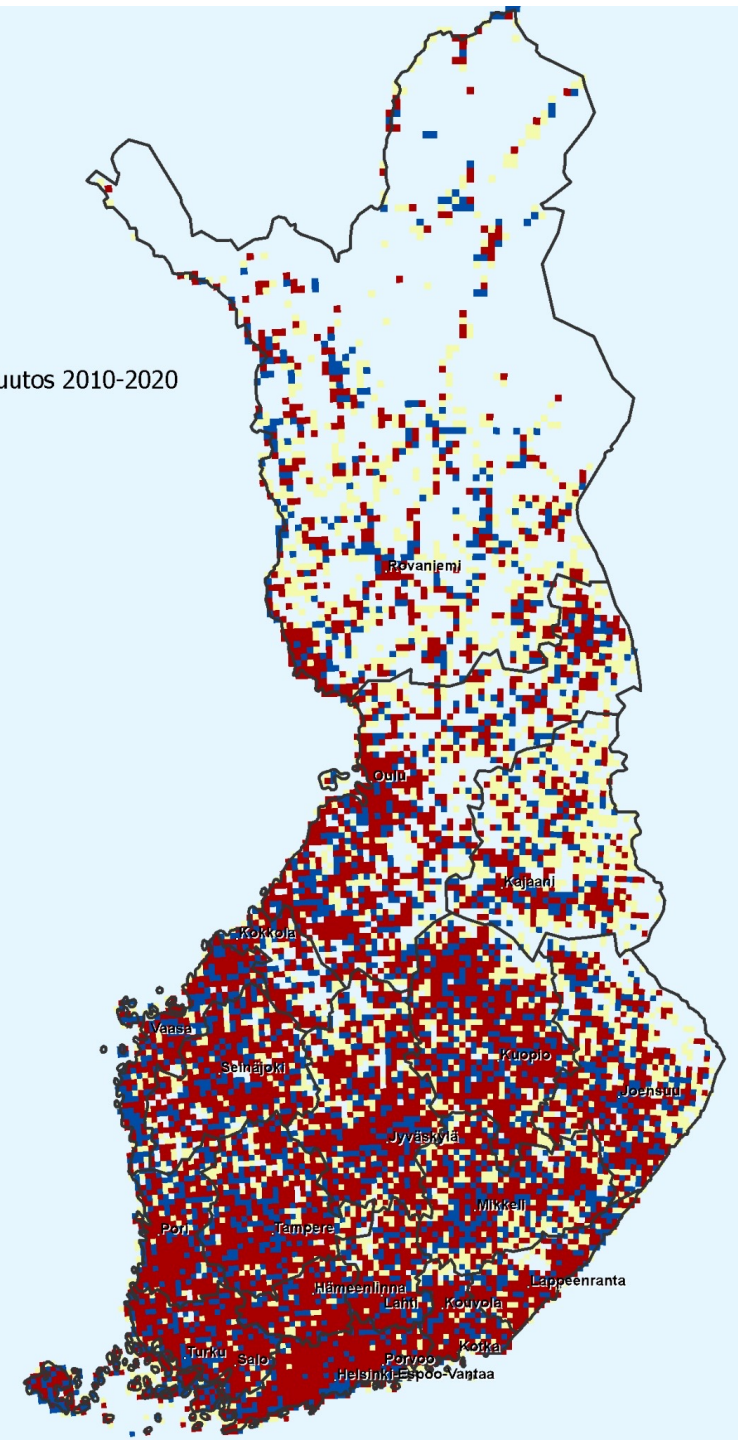 uutos 2010-2020
Rovaniemi
Oulu
Kajaani
Kokkola
Vaasa
Seinäjoki
Kuopio
Joensuu
Jyväskylä
Mikkeli
Pori
Tampere
Lappeenranta
Hämeenlinna
Lahti
Kouvola
Kotka
Turku
Salo
Porvoo
Helsinki-Espoo-Vantaa